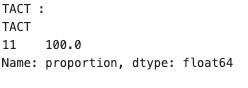 TACT :
TACT
11    100.0
Name: proportion, dtype: float64